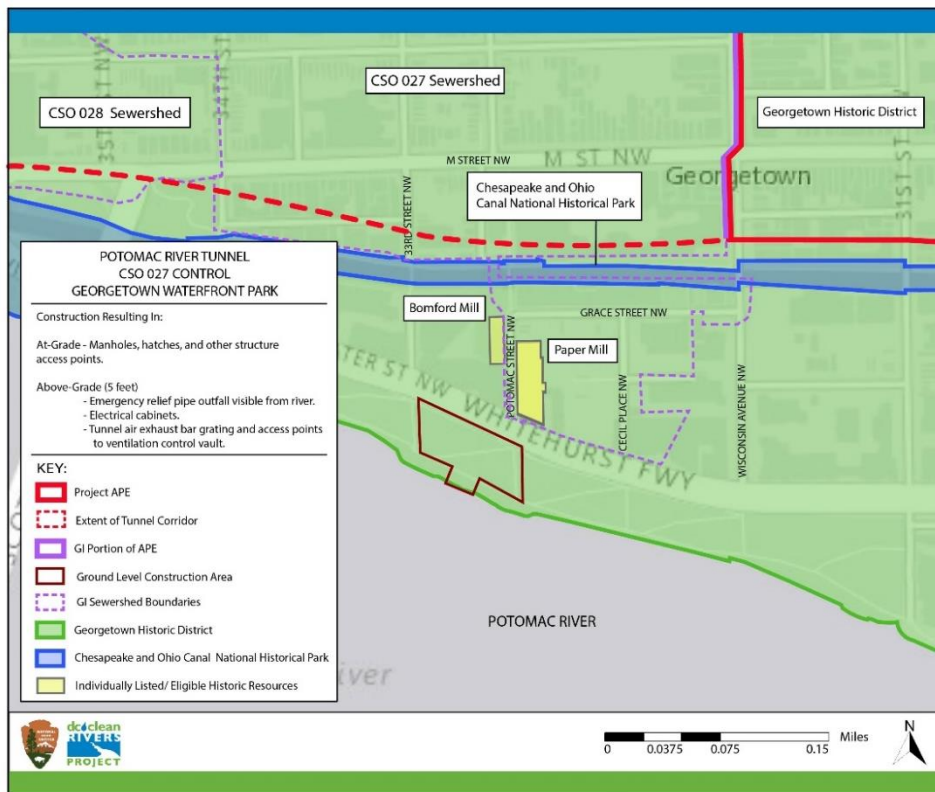 CSO 027 Sewershed
CSO 028 Sewershed
Georgetown Historic District
34TH ST NW
M STREET NW
M ST NW
Georgetown
31ST ST N
Chesapeake and Ohio
Canal National Historical Park
33RD STREET NW
POTOMAC RIVER TUNNEL
CSO 027 CONTROL
GEORGETOWN WATERFRONT PARK
Construction Resulting In:
At-Grade - Manholes, hatches, and other structure
access points.
Above-Grade (5 feet)
- Emergency relief pipe outfall visible from river.
- Electrical cabinets.
- Tunnel air exhaust bar grating and access points
to ventilation control vault.
KEY:
Project APE
Extent of Tunnel Corridor
GI Portion of APE
Ground Level Construction Area
GI Sewershed Boundaries
Georgetown Historic District
Chesapeake and Ohio Canal National Historical Park
Individually Listed/ Eligible Historic Resources
Bomford Mill
GRACE STREET NW
Paper Mill
POTOMAC STREET NW
CECIL PLACE NW
WISCONSIN AVENUE NW
TER ST NW
WHITEHURST FWY
POTOMAC RIVER
iver
dc clean
RIVERS
PROJECT
0 0.0375 0.075 0.15 Miles
N